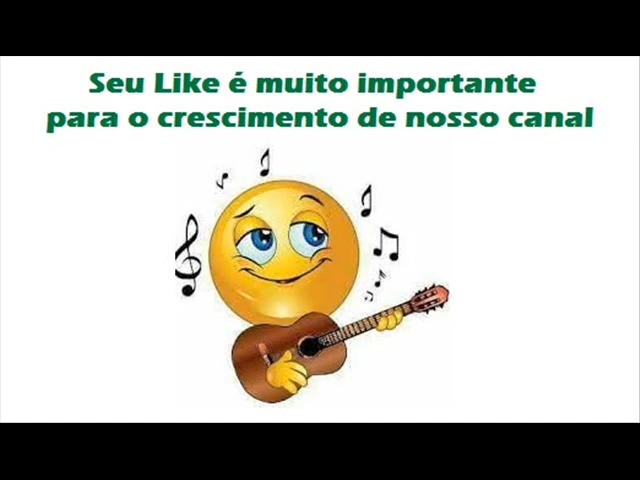 Seu Like é muito importante
para o crescimento de nosso canal